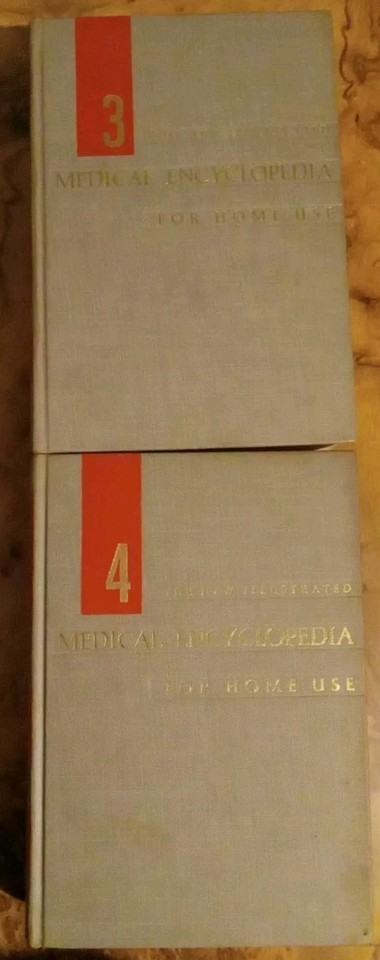 3
MEDICAL ENCYCLOPEDIA
FOR HOME USE
4
THE NEW ILLUSTRATED
MEDICAL ENCYCLOPEDIA
FOR HOME USE